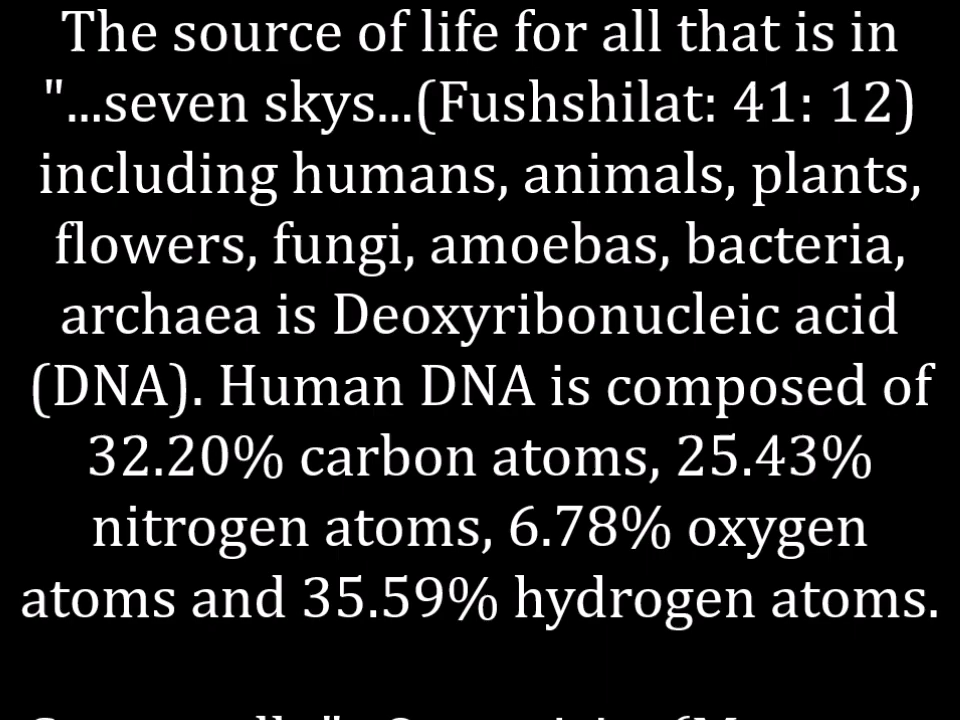 The source of life for all that is in
"...seven skys...(Fushshilat: 41: 12)
including humans, animals, plants,
flowers, fungi, amoebas, bacteria,
archaea is Deoxyribonucleic acid
(DNA). Human DNA is composed of
32.20% carbon atoms, 25.43%
nitrogen atoms, 6.78% oxygen
atoms and 35.59% hydrogen atoms.